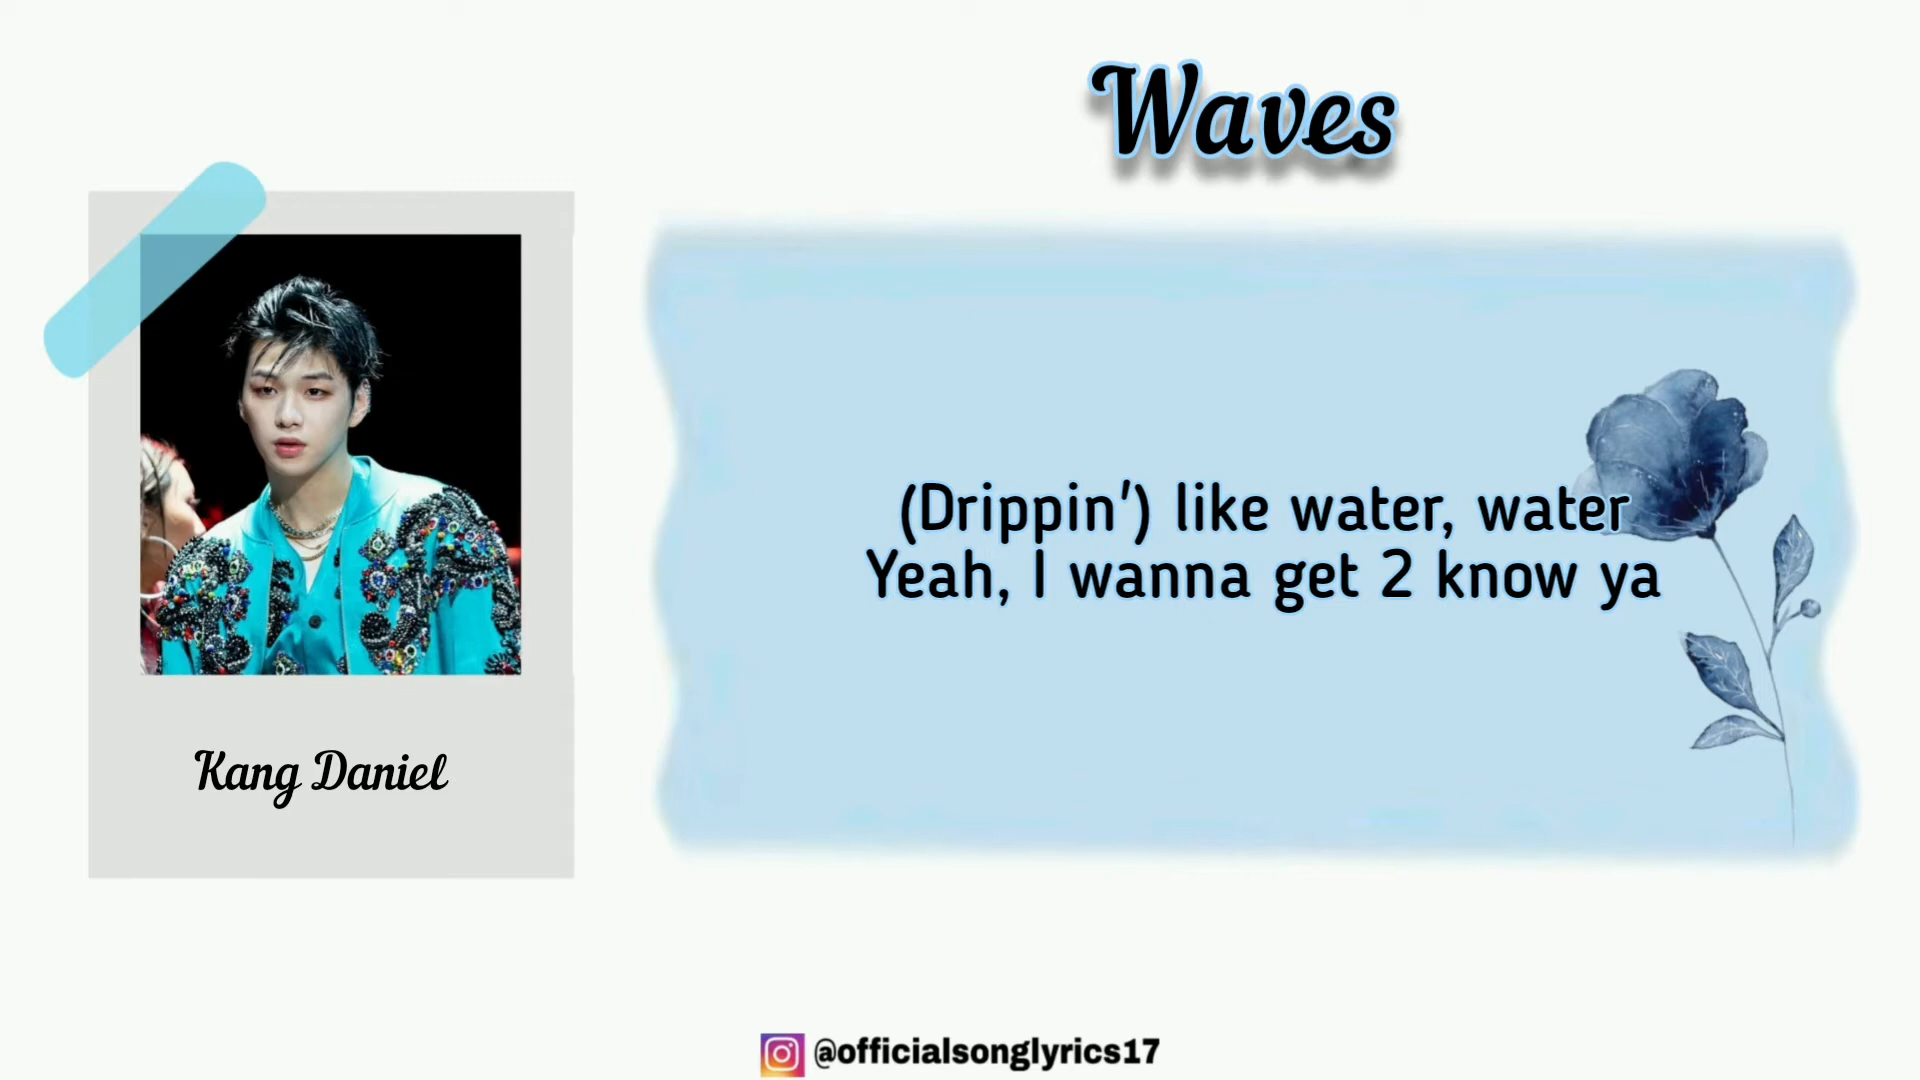 Waves
(Drippin') like water, water
Yeah, I wanna get 2 know ya
Kang Daniel
@officialsonglyrics17